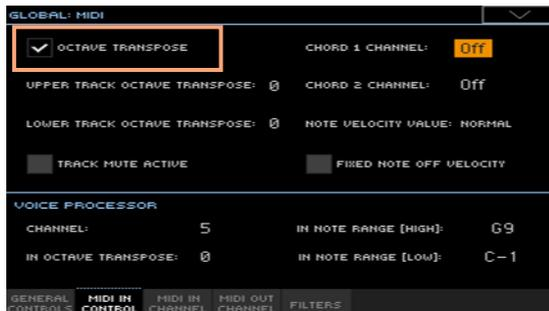 GLOBAL: MIDI
OCTAVE TRANSPOSE CHORD 1 CHANNEL: Off
UPPER TRACK OCTAVE TRANSPOSE: 0 CHORD 2 CHANNEL: Off
LOWER TRACK OCTAVE TRANSPOSE: 0 NOTE VELOCITY VALUE: NORMAL
TRACK MUTE ACTIVE FIXED NOTE OFF VELOCITY
VOICE PROCESSOR
CHANNEL: 5 IN NOTE RANGE [HIGH]: G9
IN OCTAVE TRANSPOSE: 0 IN NOTE RANGE [LOW]: C-1
GENERAL MIDI IN MIDI IN MIDI OUT
CONTROLS CONTROL CHANNEL CHANNEL FILTERS